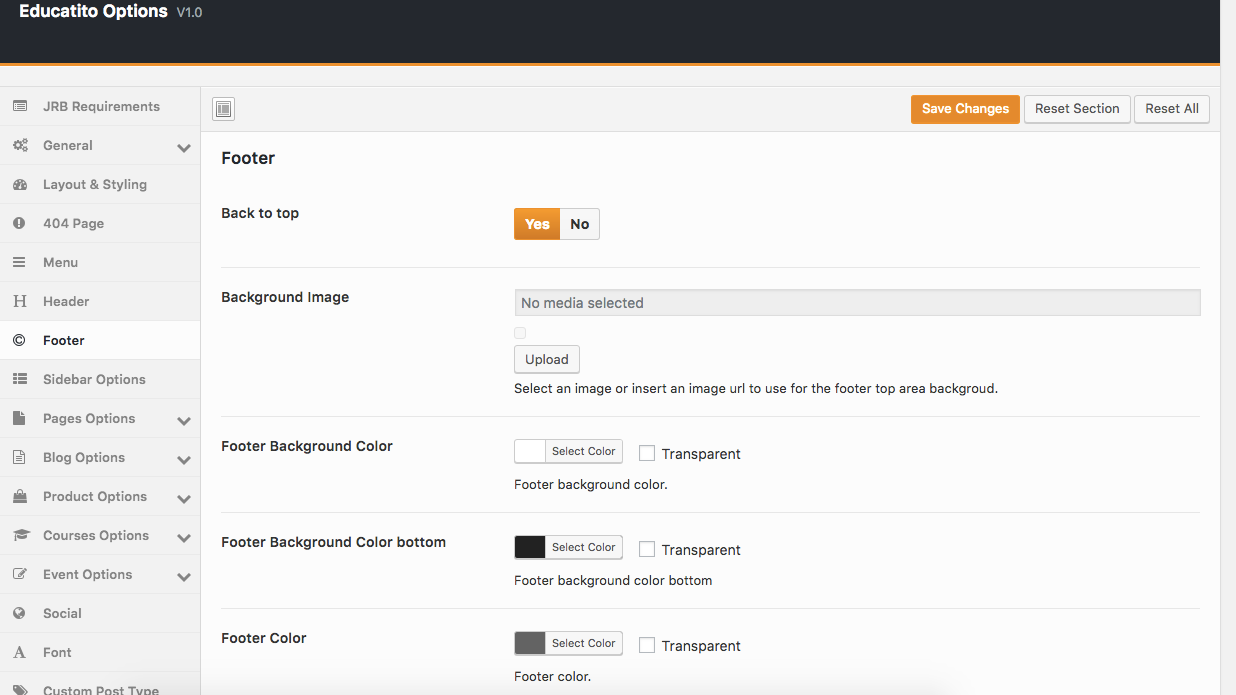 Educatito Options V1.0
JRB Requirements
General
Layout & Styling
404 Page
Menu
Header
Footer
Sidebar Options
Pages Options
Blog Options
Product Options
Courses Options
Event Options
Social
Font
Custom Post Type
Save Changes
Reset Section
Reset All
Footer
Back to top
Yes No
Background Image
No media selected
Upload
Select an image or insert an image url to use for the footer top area backgroud.
Footer Background Color
Select Color
Transparent
Footer background color.
Footer Background Color bottom
Select Color
Transparent
Footer background color bottom
Footer Color
Select Color
Transparent
Footer color.